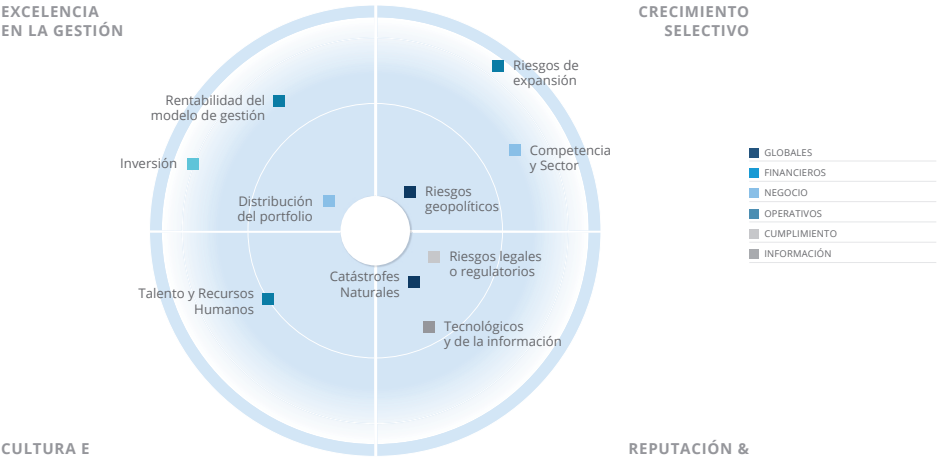 EXCELENCIA
EN LA GESTIÓN
CRECIMIENTO
SELECTIVO
Riesgos de
expansión
Rentabilidad del
modelo de gestión
Competencia
y Sector
Inversión
Distribución
del portfolio
Riesgos
geopolíticos
Riesgos legales
o regulatorios
Catástrofes
Naturales
Talento y Recursos
Humanos
Tecnológicos
y de la información
GLOBALES
FINANCIEROS
NEGOCIO
OPERATIVOS
CUMPLIMIENTO
INFORMACIÓN
CULTURA E
REPUTACIÓN &